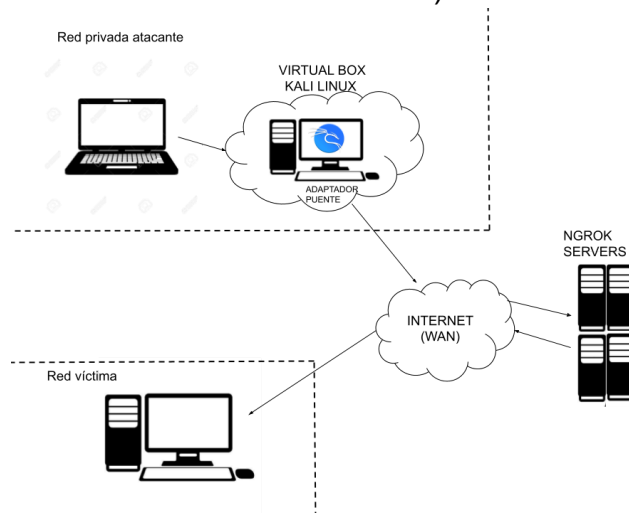 Red privada atacante
VIRTUAL BOX
KALI LINUX
ADAPTADOR
PUENTE
NGROK
SERVERS
INTERNET
(WAN)
Red víctima